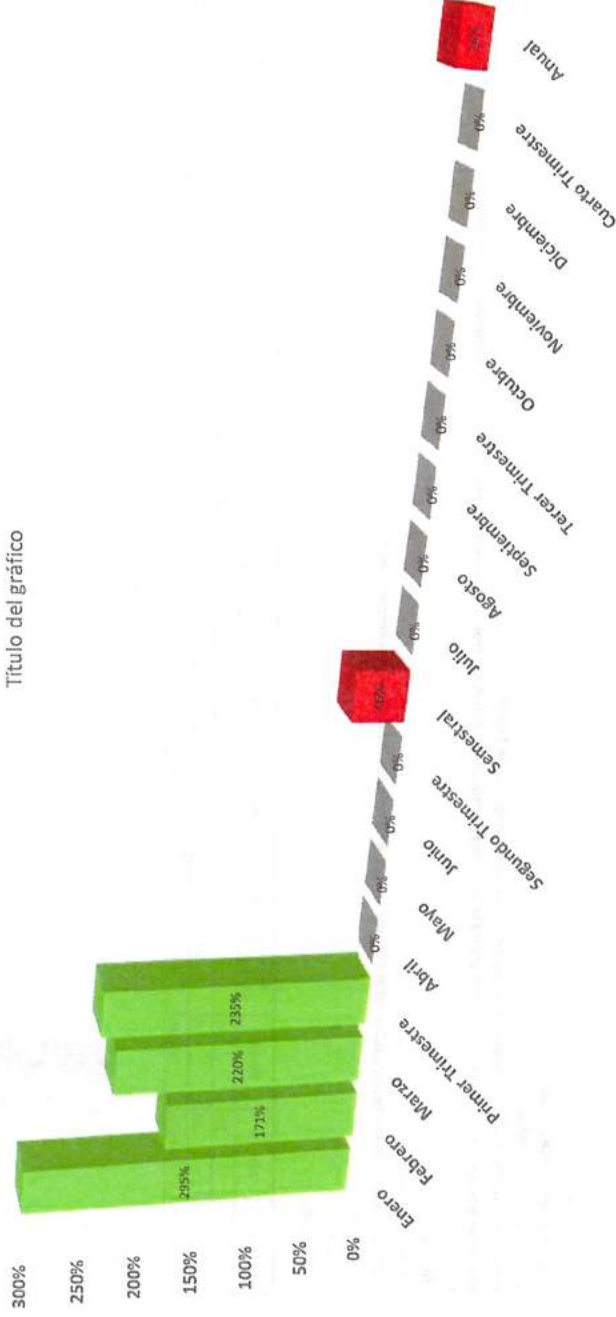 Título del gráfico
300%
250%
200%
150%
100%
50%
0%
295%
171%
220%
235%
0%
0%
0%
0%
0%
0%
0%
0%
0%
0%
0%
0%
Enero
Febrero
Marzo
Primer Trimestre
Abril
Mayo
Junio
Segundo Trimestre
Semestral
Julio
Agosto
Septiembre
Tercer Trimestre
Octubre
Noviembre
Diciembre
Cuarto Trimestre
Anual